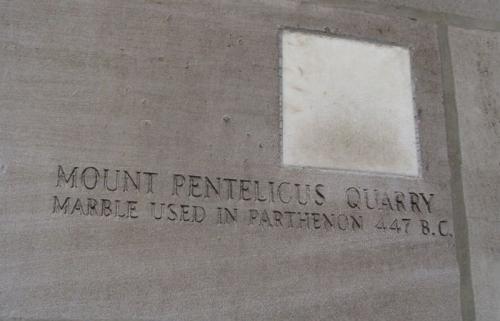 MOUNT PENTELICUS QUARRY
MARBLE USED IN PARTHENON 447 B.C.